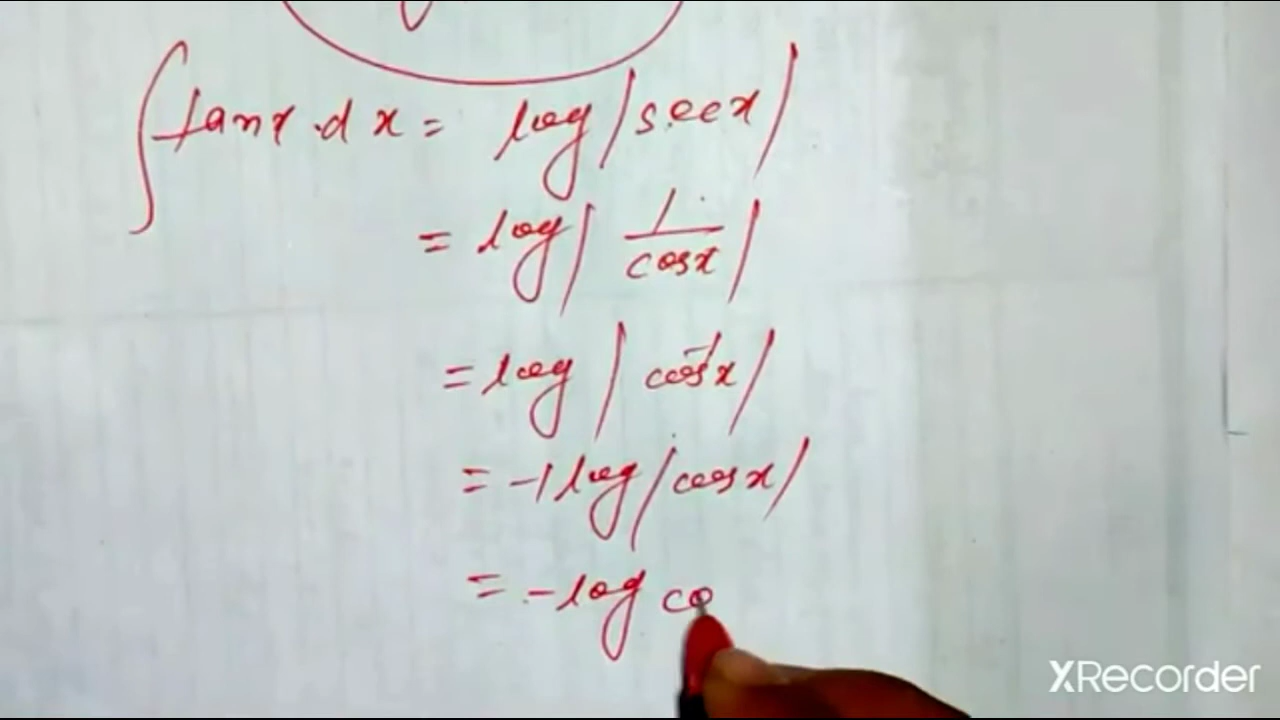 ∫tanx.dx = log|secx|
= log|1/cosx|
= log|cos⁻¹x|
= -1log|cosx|
= -log co
XRecorder